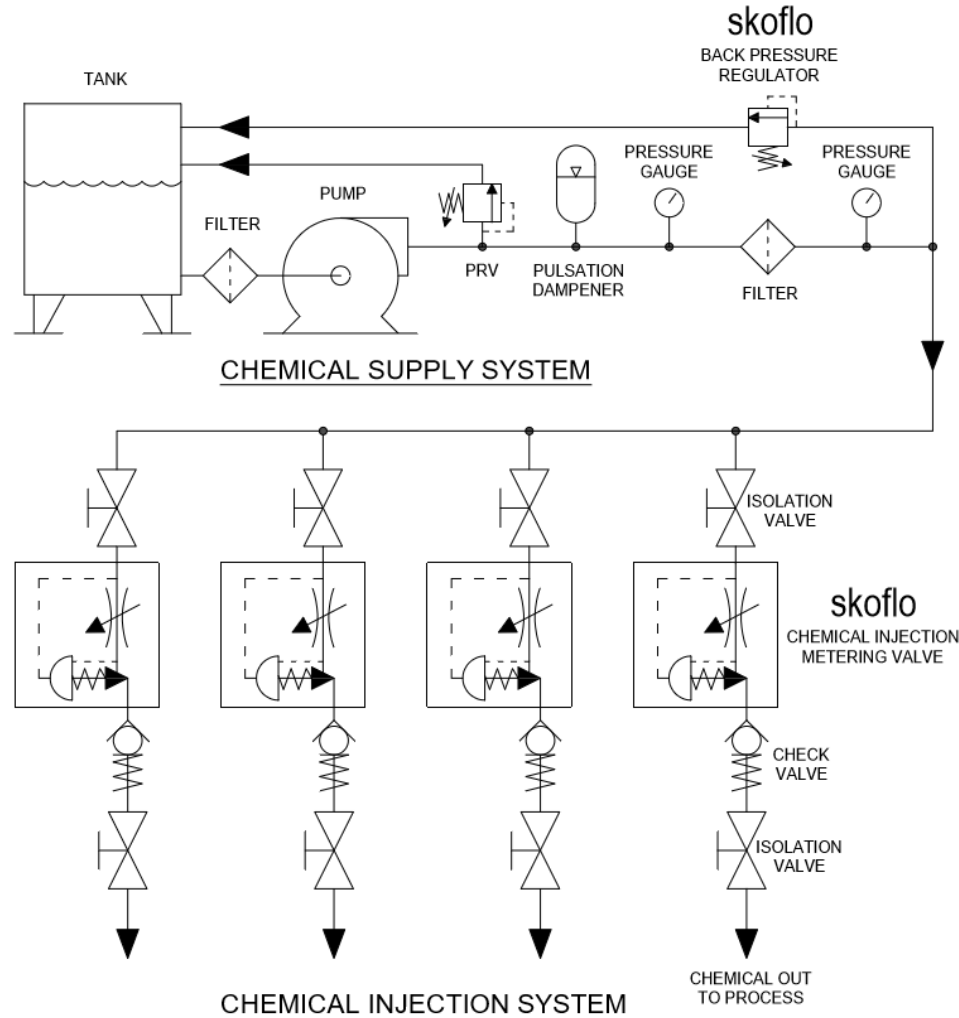 skoflo
BACK PRESSURE
REGULATOR
TANK
PRESSURE
GAUGE
PRESSURE
GAUGE
PUMP
FILTER
PRV
PULSATION
DAMPENER
FILTER
CHEMICAL SUPPLY SYSTEM
ISOLATION
VALVE
skoflo
CHEMICAL INJECTION
METERING VALVE
CHECK
VALVE
ISOLATION
VALVE
CHEMICAL OUT
TO PROCESS
CHEMICAL INJECTION SYSTEM